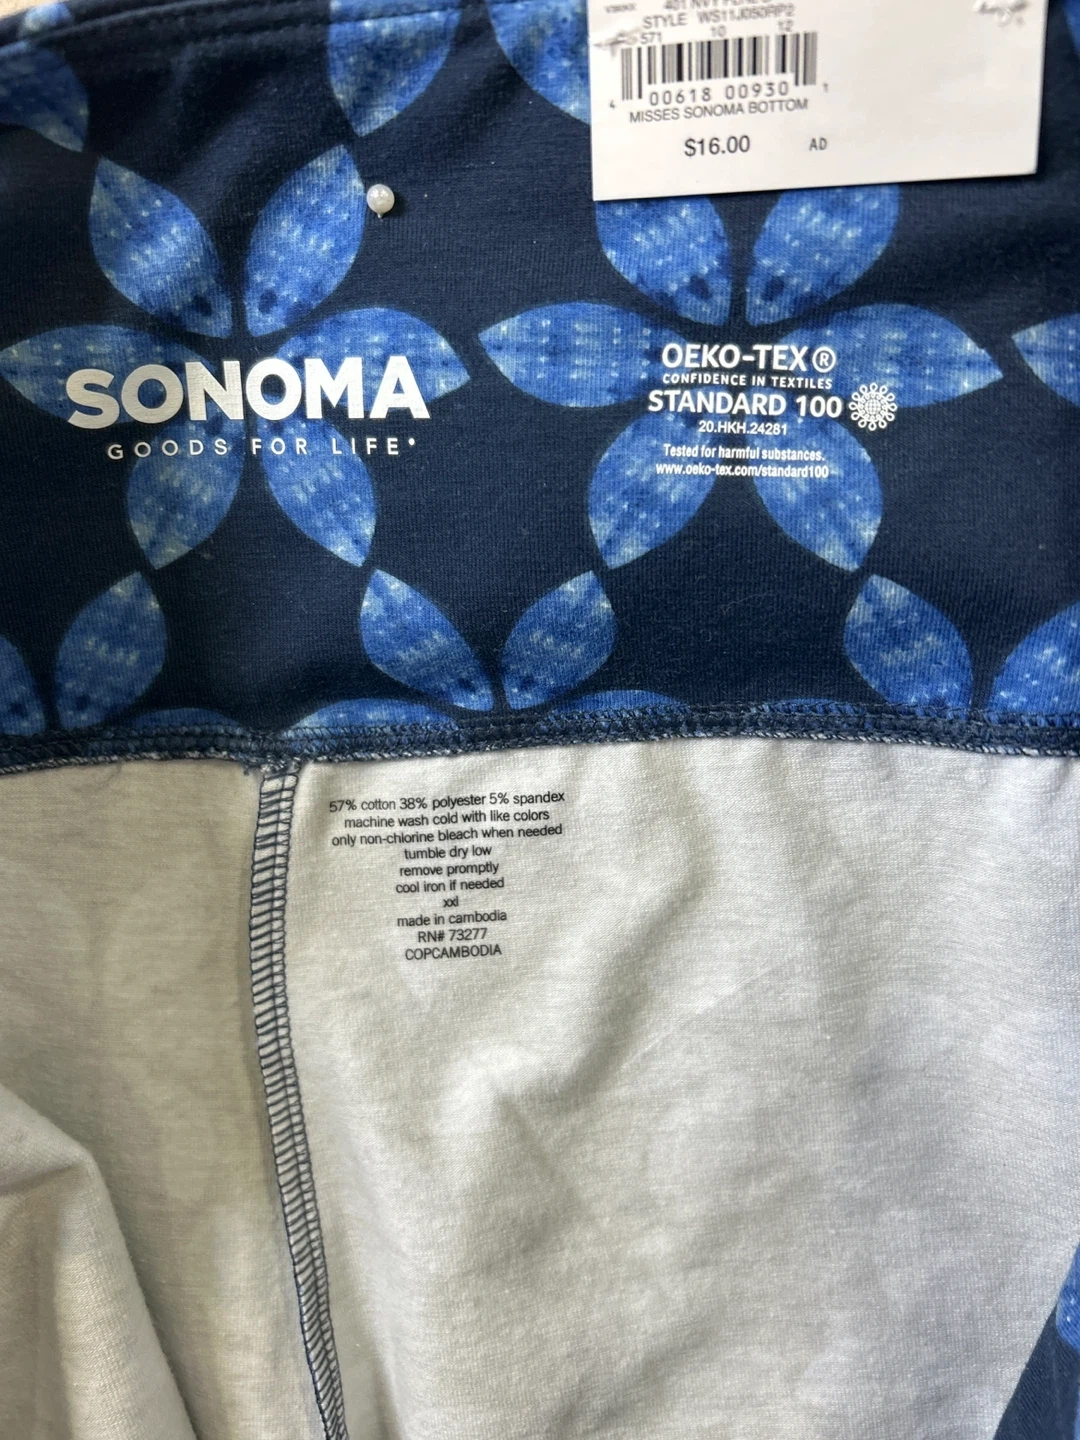 STYLE WS11J050RP2
571 10 12
4 00618 00930 1
MISSES SONOMA BOTTOM
$16.00 AD
SONOMA
GOODS FOR LIFE®
OEKO-TEX®
CONFIDENCE IN TEXTILES
STANDARD 100
20.HKH.24281
Tested for harmful substances.
www.oeko-tex.com/standard100
57% cotton 38% polyester 5% spandex
machine wash cold with like colors
only non-chlorine bleach when needed
tumble dry low
remove promptly
cool iron if needed
xxl
made in cambodia
RN# 73277
COPCAMBODIA